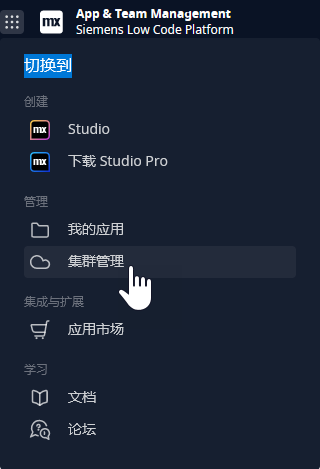 mx
App & Team Management
Siemens Low Code Platform
切换到
创建
mx
Studio
mx
下载 Studio Pro
管理
我的应用
集群管理
集成与扩展
应用市场
学习
文档
论坛